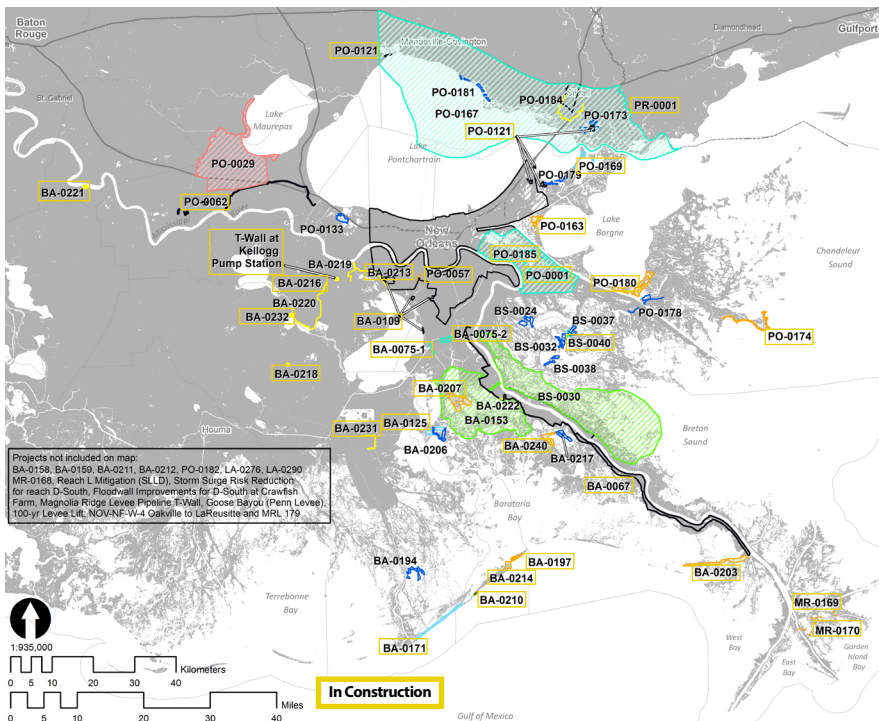 Baton
Rouge
Diamondhead
Gulfport
Mandeville-Covington
PO-0121
St. Gabriel
PO-0181
PO-0184
Slidell
PR-0001
PO-0167
PO-0173
Lake
Maurepas
PO-0121
PO-0029
Lake
Pontchartrain
PO-0169
PO-0179
BA-0221
PO-0062
Mississippi River
PO-0133
PO-0163
Lake
Borgne
New
Orleans
T-Wall at
Kellogg
Pump Station
PO-0185
Chandeleur
Sound
BA-0219
BA-0213
PO-0057
PO-0001
PO-0180
BA-0216
BA-0220
BA-0232
PO-0178
BS-0024
BS-0037
BA-0109
BA-0075-2
PO-0174
BS-0032
BS-0040
BA-0075-1
BS-0038
BA-0218
BA-0207
BS-0030
BA-0222
BA-0125
BA-0153
BA-0231
Houma
Breton
Sound
BA-0206
BA-0240
BA-0217
Projects not included on map:
BA-0158, BA-0159, BA-0211, BA-0212, PO-0182, LA-0276, LA-0290
MR-0168, Reach L Mitigation (SLLD), Storm Surge Risk Reduction
for reach D-South, Floodwall Improvements for D-South at Crawfish
Farm, Magnolia Ridge Levee Pipeline T-Wall, Goose Bayou (Penn Levee),
100-yr Levee Lift: NOV-NF-W-4 Oakville to LaReusitte and MRL 179
BA-0067
Barataria
Bay
BA-0194
BA-0197
BA-0214
BA-0203
BA-0210
Terrebonne
Bay
MR-0169
MR-0170
BA-0171
West
Bay
East
Bay
Garden
Island
Bay
1:935,000
Kilometers
0 5 10 20 30 40
Miles
0 5 10 20 30 40
In Construction
Gulf of Mexico